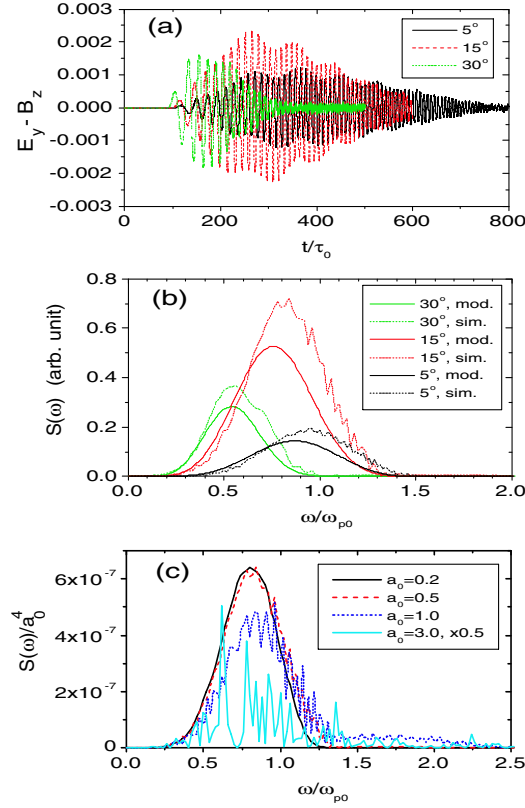 (a)
5°
15°
30°
E_y - B_z
0.003
0.002
0.001
0.000
-0.001
-0.002
-0.003
0 200 400 600 800
t/τ_o
(b)
30°, mod.
30°, sim.
15°, mod.
15°, sim.
5°, mod.
5°, sim.
S(ω) (arb. unit)
0.8
0.6
0.4
0.2
0.0
0.0 0.5 1.0 1.5 2.0
ω/ω_p0
(c)
a_o=0.2
a_o=0.5
a_o=1.0
a_o=3.0, x0.5
S(ω)/a_0^4
6x10^-7
4x10^-7
2x10^-7
0
0.0 0.5 1.0 1.5 2.0 2.5
ω/ω_p0